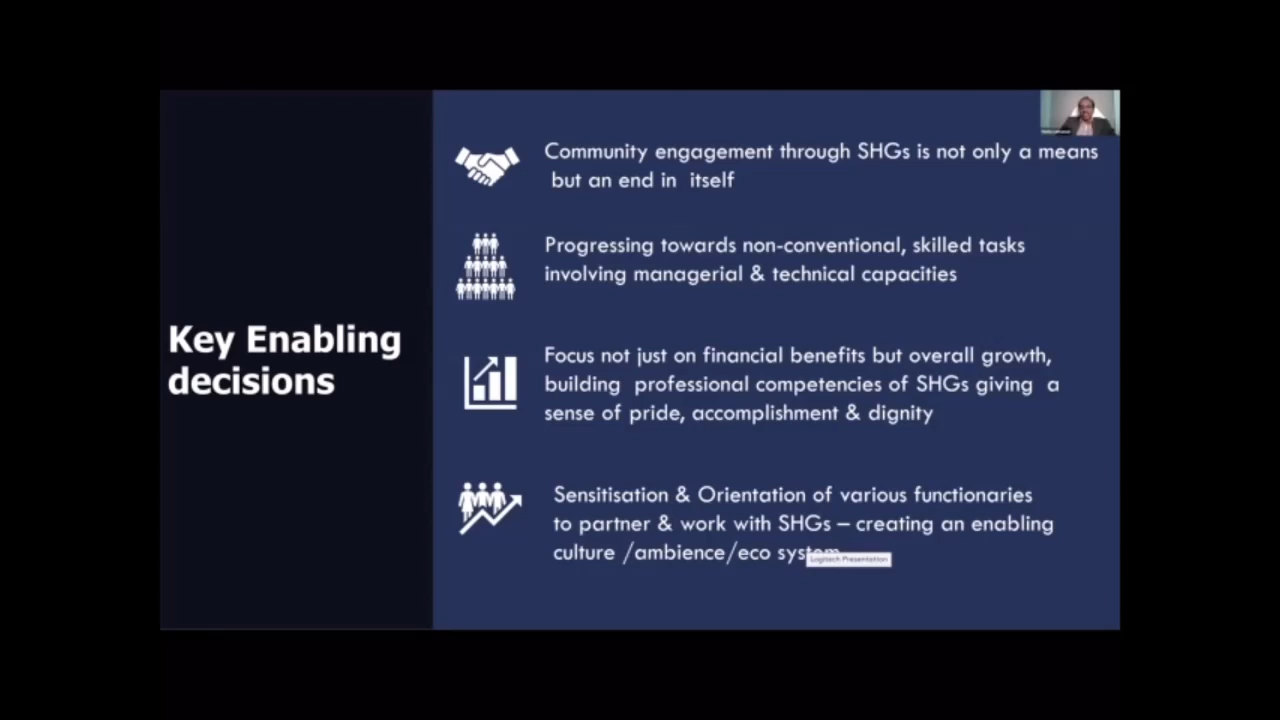 Key Enabling
decisions
Community engagement through SHGs is not only a means
but an end in itself
Progressing towards non-conventional, skilled tasks
involving managerial & technical capacities
Focus not just on financial benefits but overall growth,
building professional competencies of SHGs giving a
sense of pride, accomplishment & dignity
Sensitisation & Orientation of various functionaries
to partner & work with SHGs – creating an enabling
culture /ambience/eco system
Logitech Presentation